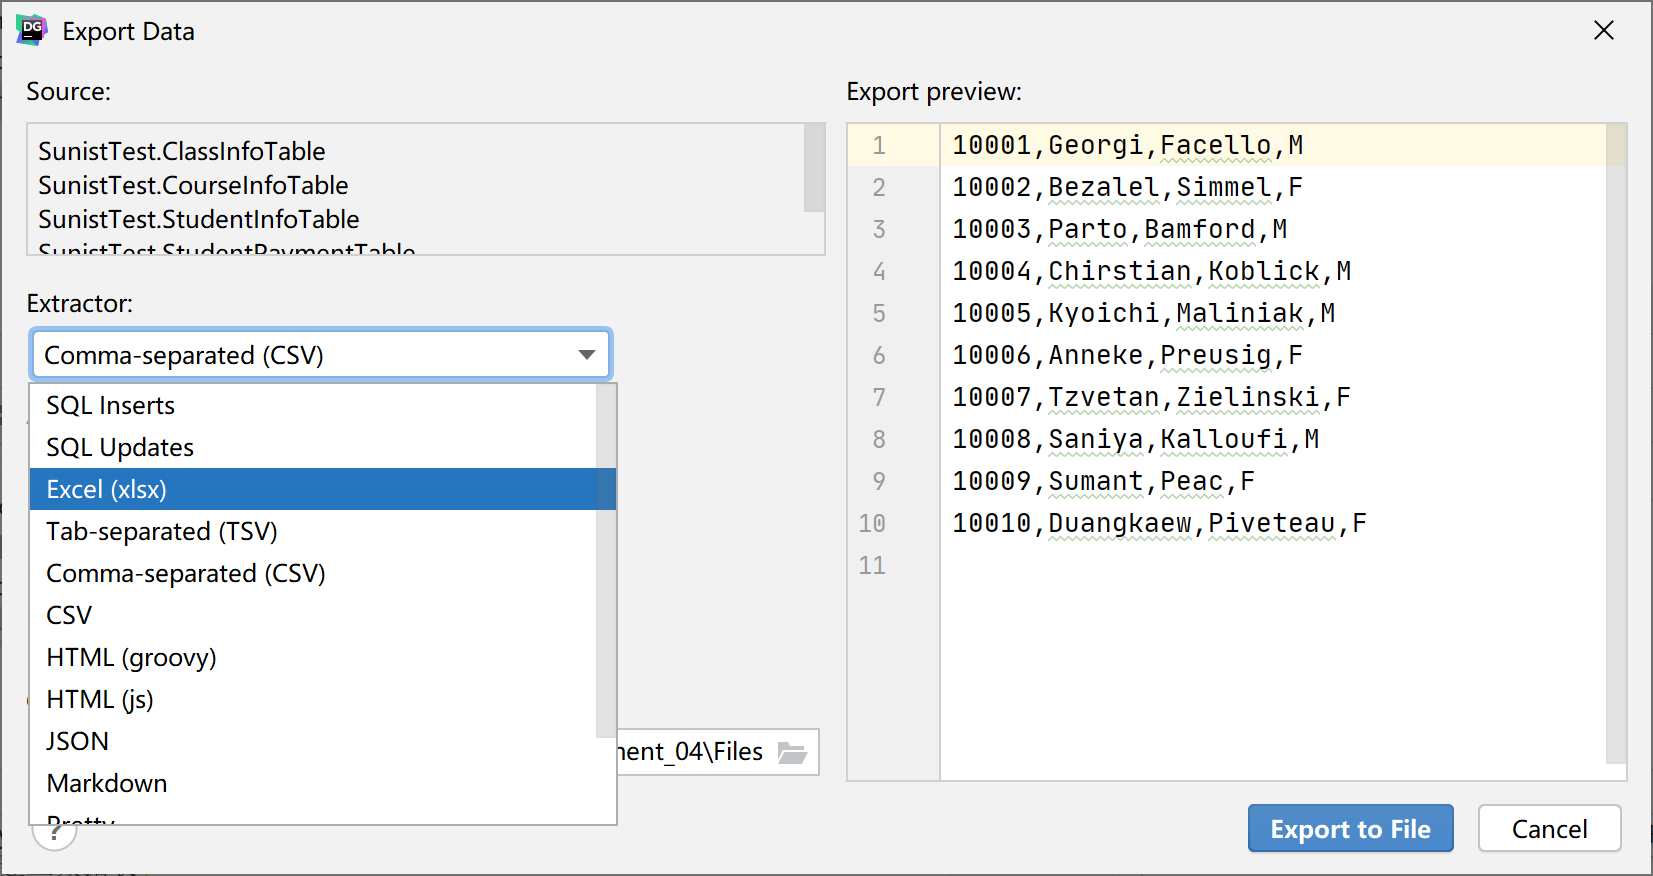 DG
Export Data
Source:
SunistTest.ClassInfoTable
SunistTest.CourseInfoTable
SunistTest.StudentInfoTable
SunistTest.StudentPaymentTable
Extractor:
Comma-separated (CSV)
SQL Inserts
SQL Updates
Excel (xlsx)
Tab-separated (TSV)
Comma-separated (CSV)
CSV
HTML (groovy)
HTML (js)
JSON
Markdown
Pretty
ment_04\Files
?
Export preview:
1 10001,Georgi,Facello,M
2 10002,Bezalel,Simmel,F
3 10003,Parto,Bamford,M
4 10004,Chirstian,Koblick,M
5 10005,Kyoichi,Maliniak,M
6 10006,Anneke,Preusig,F
7 10007,Tzvetan,Zielinski,F
8 10008,Saniya,Kalloufi,M
9 10009,Sumant,Peac,F
10 10010,Duangkaew,Piveteau,F
11
Export to File
Cancel